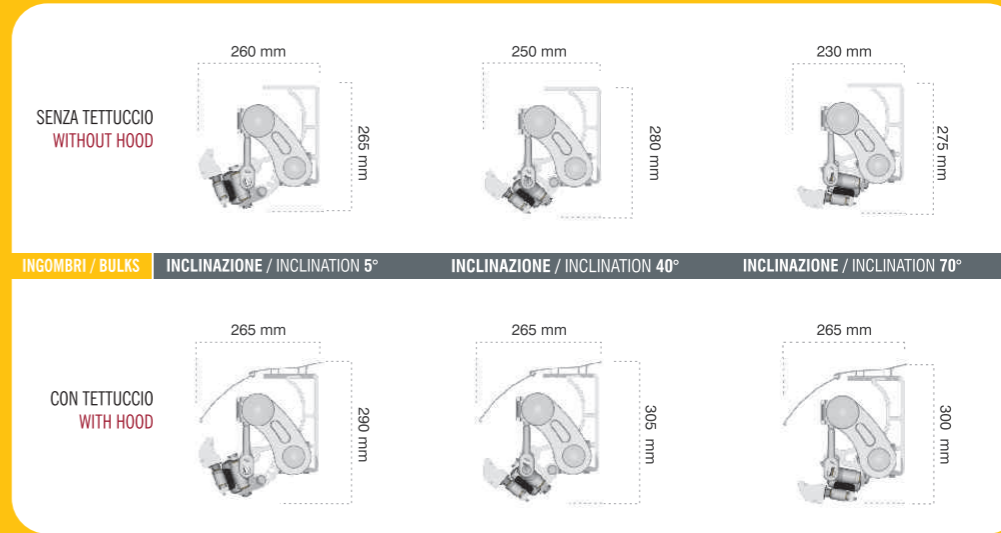 260 mm
250 mm
230 mm
SENZA TETTUCCIO
WITHOUT HOOD
265 mm
280 mm
275 mm
INGOMBRI / BULKS
INCLINAZIONE / INCLINATION 5°
INCLINAZIONE / INCLINATION 40°
INCLINAZIONE / INCLINATION 70°
265 mm
265 mm
265 mm
CON TETTUCCIO
WITH HOOD
290 mm
305 mm
300 mm